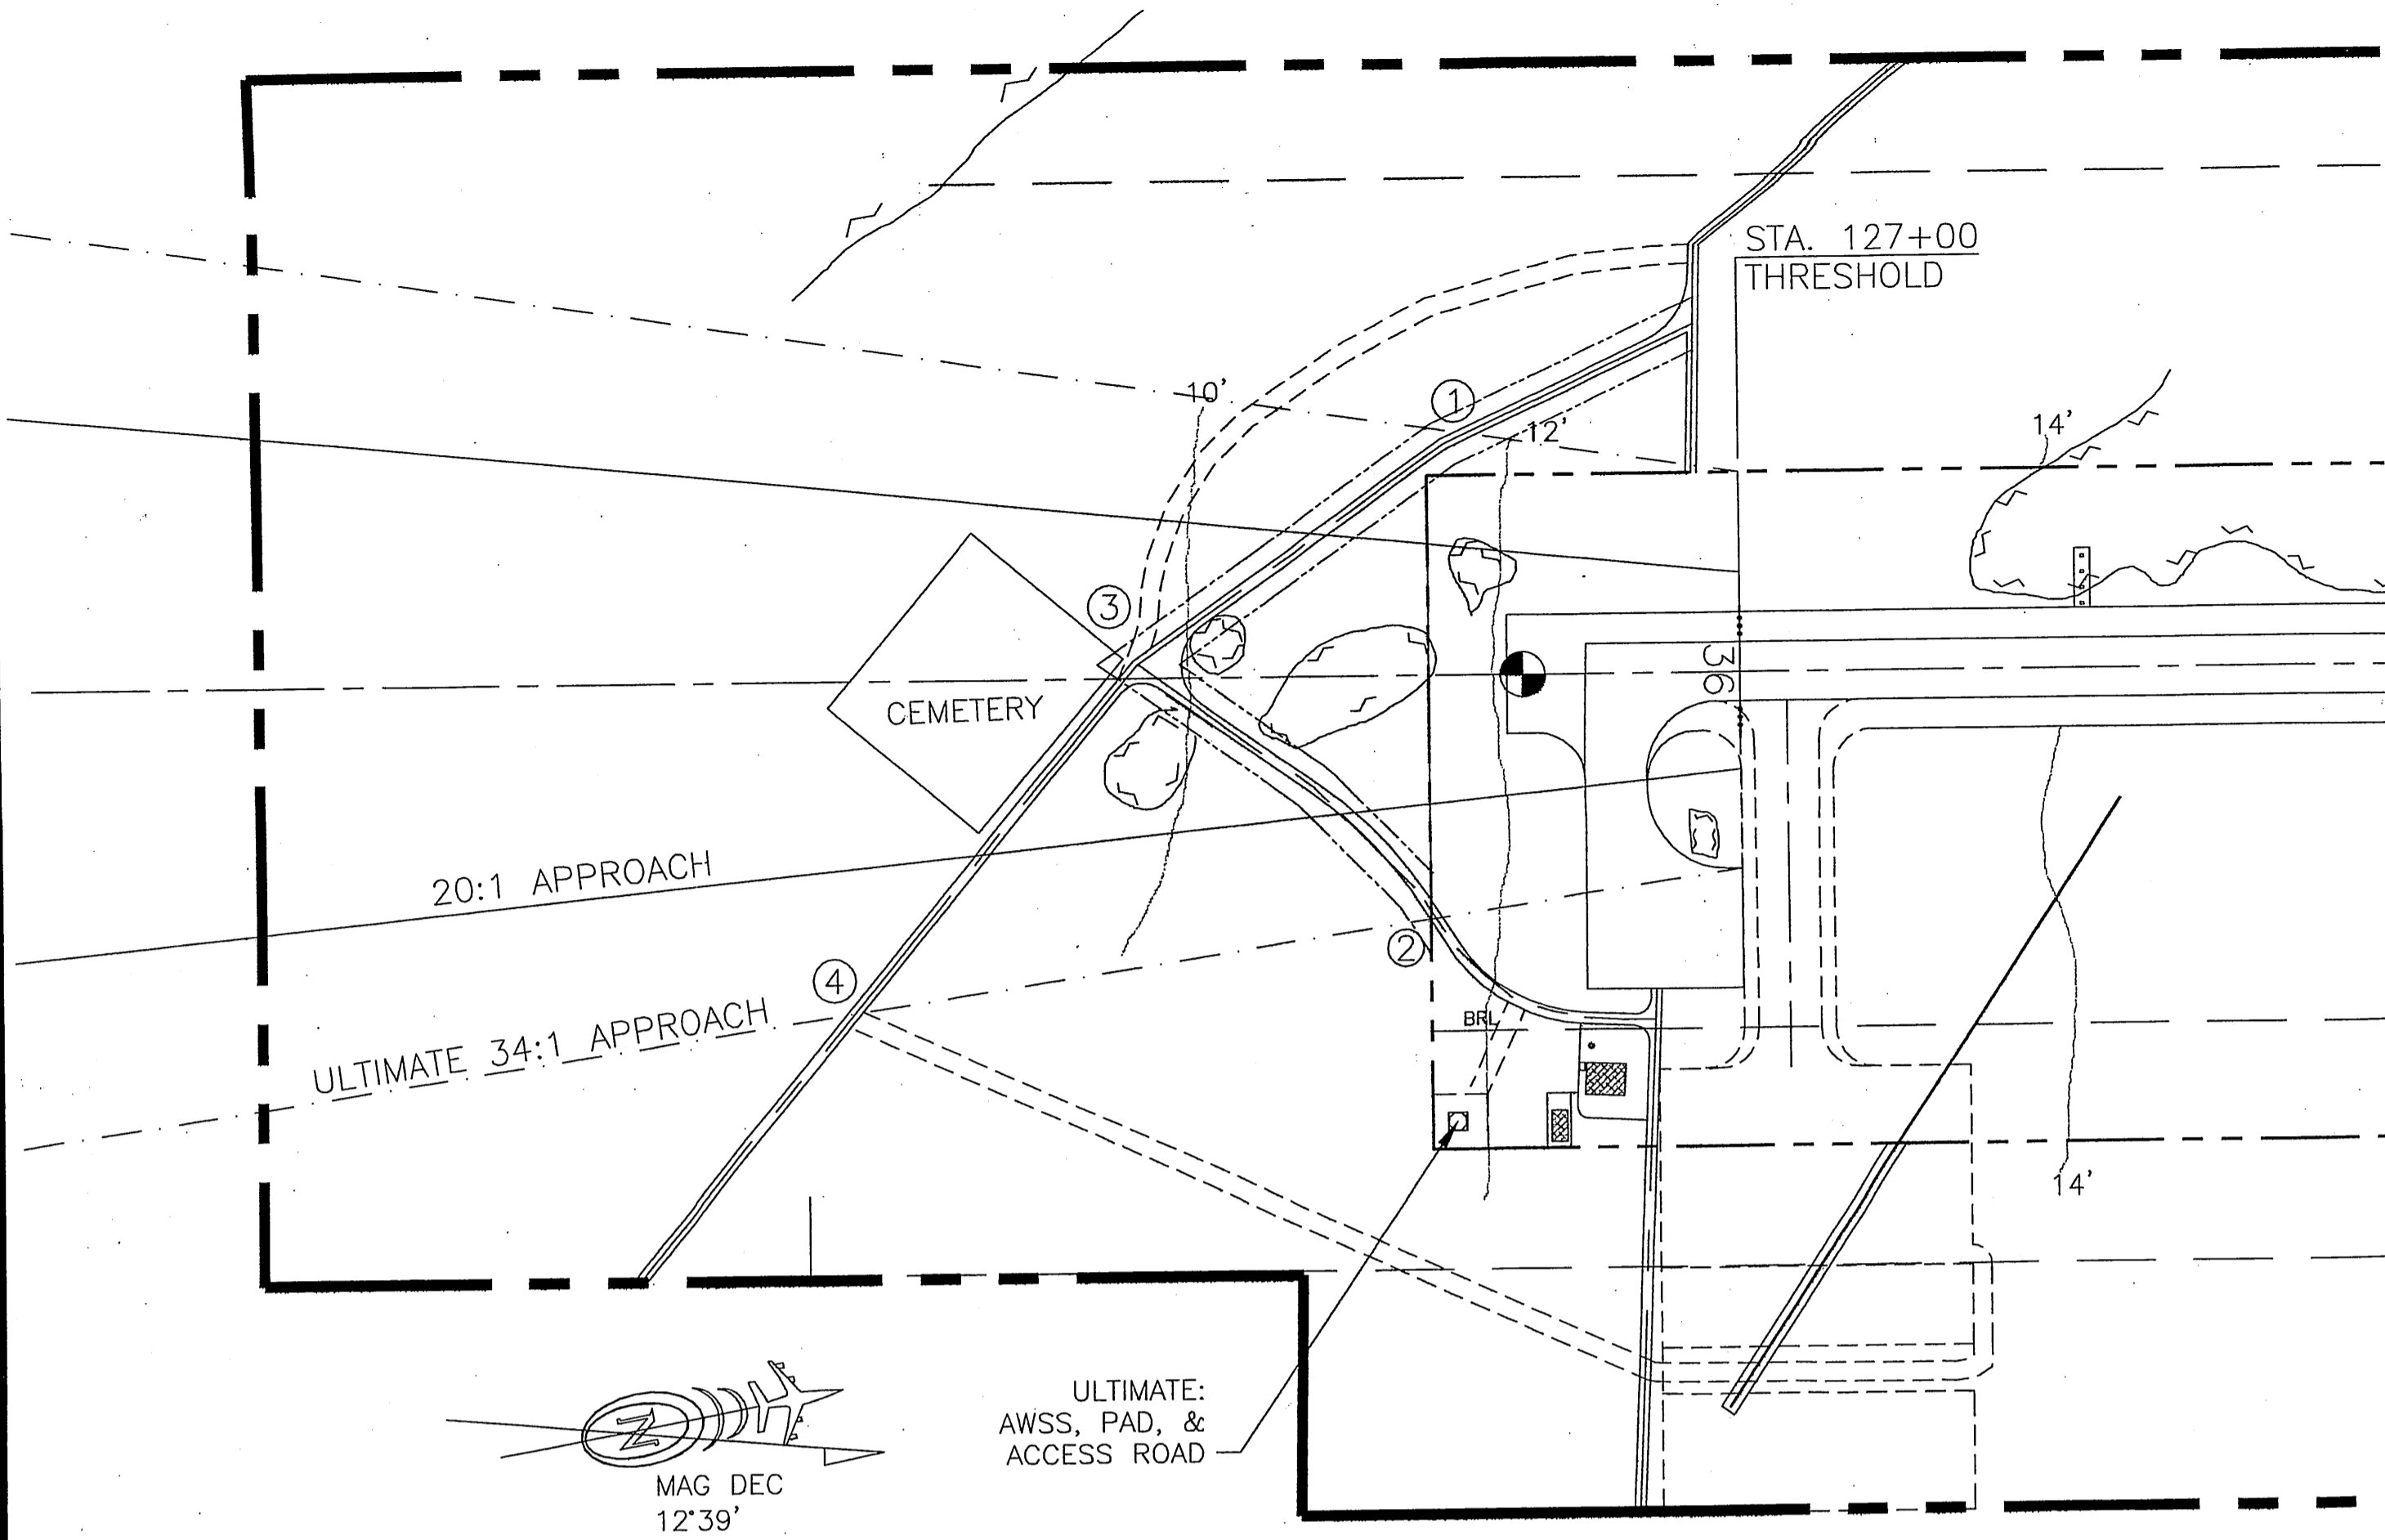 STA. 127+00
THRESHOLD
10'
1
12'
14'
3
36
CEMETERY
20:1 APPROACH
2
4
ULTIMATE 34:1 APPROACH
BRL
14'
N
ULTIMATE:
AWSS, PAD, &
ACCESS ROAD
MAG DEC
12°39'